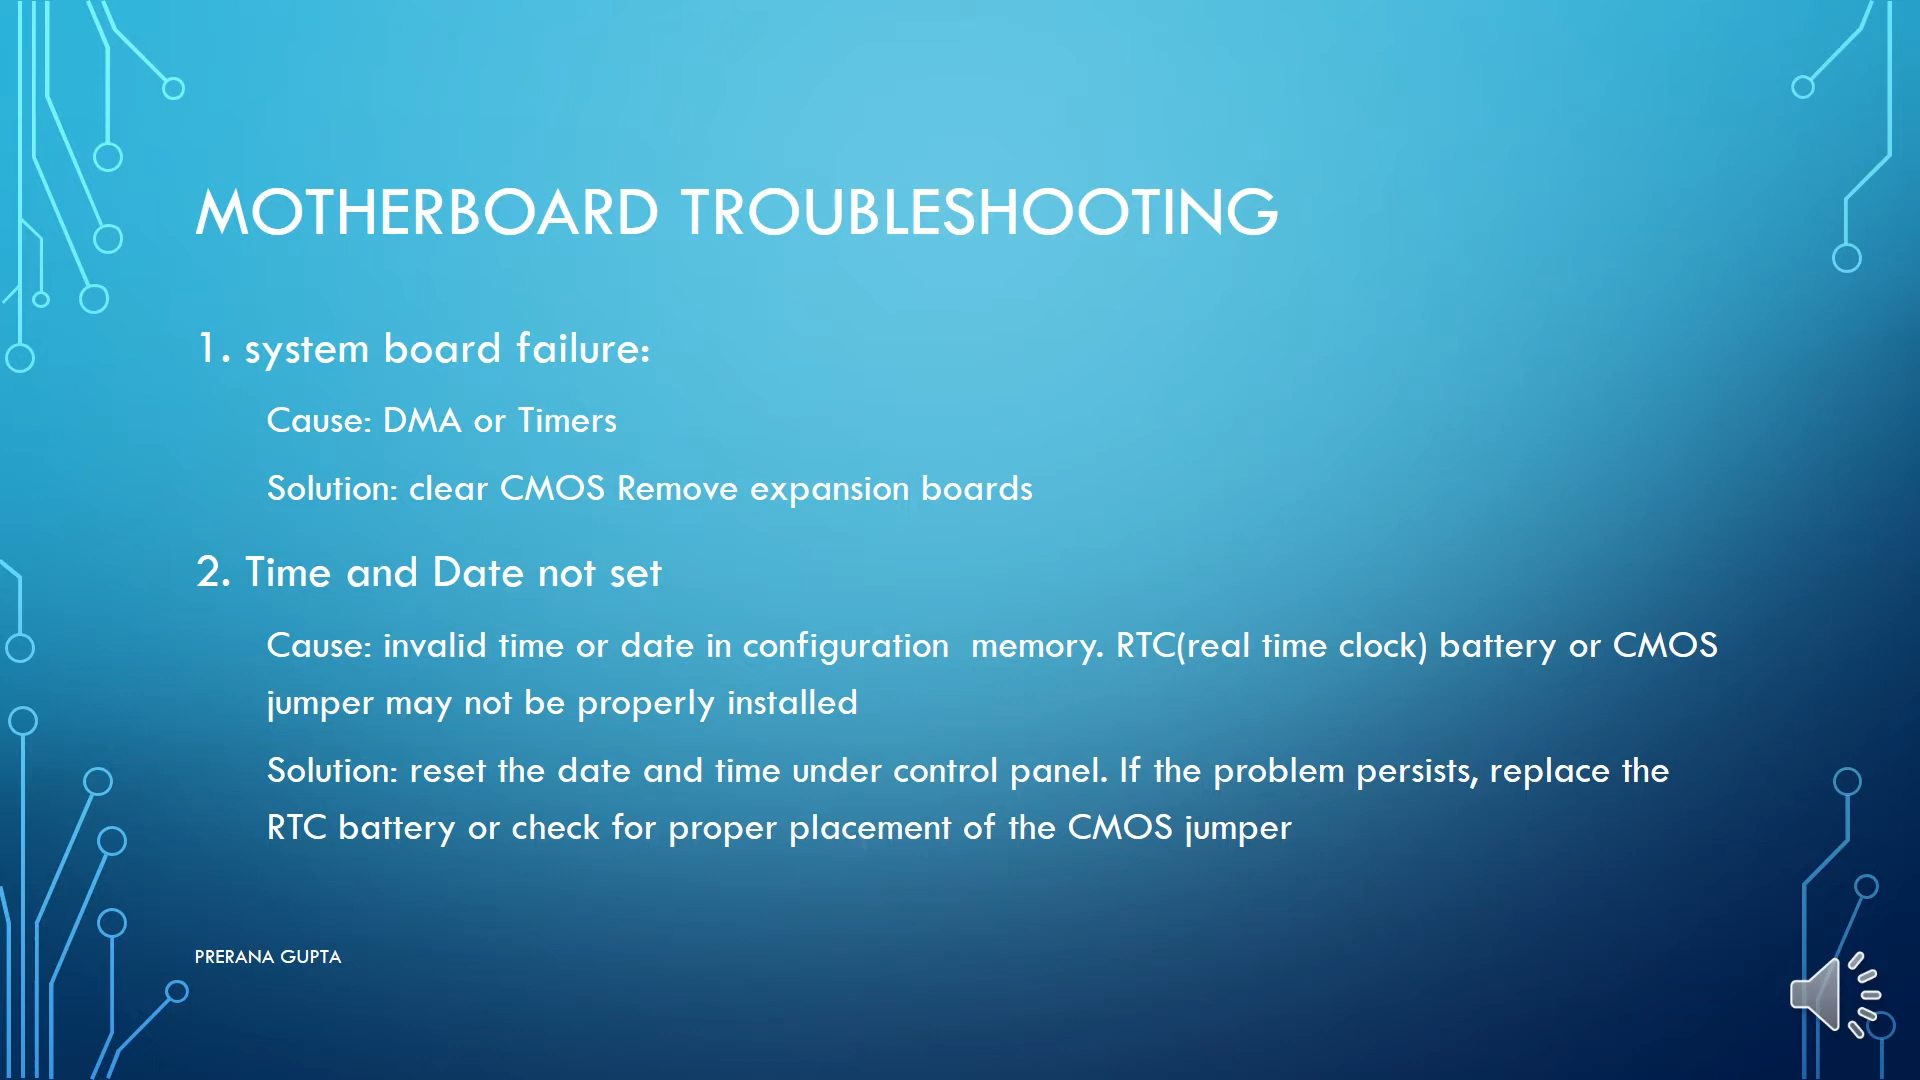 MOTHERBOARD TROUBLESHOOTING
1. system board failure:
Cause: DMA or Timers
Solution: clear CMOS Remove expansion boards
2. Time and Date not set
Cause: invalid time or date in configuration  memory. RTC(real time clock) battery or CMOS
jumper may not be properly installed
Solution: reset the date and time under control panel. If the problem persists, replace the
RTC battery or check for proper placement of the CMOS jumper
PRERANA GUPTA